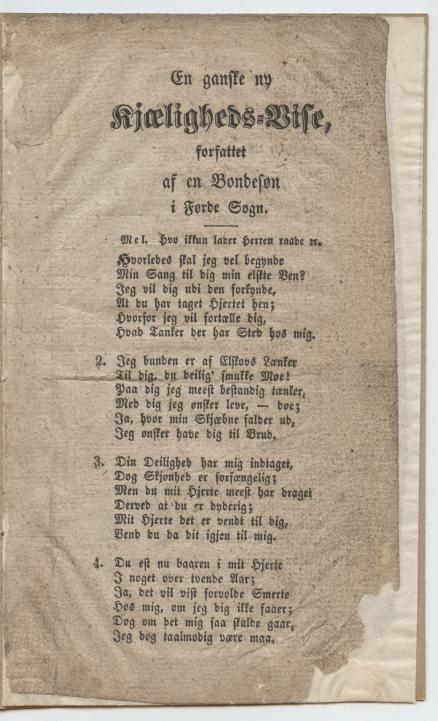 En ganske ny
Kjæligheds-Vise,
forfattet
af en Bondesøn
i Førde Sogn.
Mel. Hvo ikkun lader Herren raade ꝛc.
Hvorledes skal jeg vel begynde
Min Sang til dig min elskte Ven?
Jeg vil dig udi den forkynde,
At du har taget Hjertet hen;
Hvorfor jeg vil fortælle dig,
Hvad Tanker der har Sted hos mig.
2. Jeg bunden er af Elskovs Lænker
Til dig, du deilig' smukke Møe!
Paa dig jeg meest bestandig tænker,
Med dig jeg ønsker leve, — døe;
Ja, hvor min Skjæbne falder ud,
Jeg ønsker have dig til Brud.
3. Din Deilighed har mig indtaget,
Dog Skjønhed er forfængelig;
Men du mit Hjerte meest har draget
Derved at du er dyderig;
Mit Hjerte det er vendt til dig,
Vend du da dit igjen til mig.
4. Du est nu baaren i mit Hjerte
I noget over tvende Aar;
Ja, det vil vist forvolde Smerte
Hos mig, om jeg dig ikke faaer;
Dog om det mig saa skulde gaae,
Jeg dog taalmodig være maa.